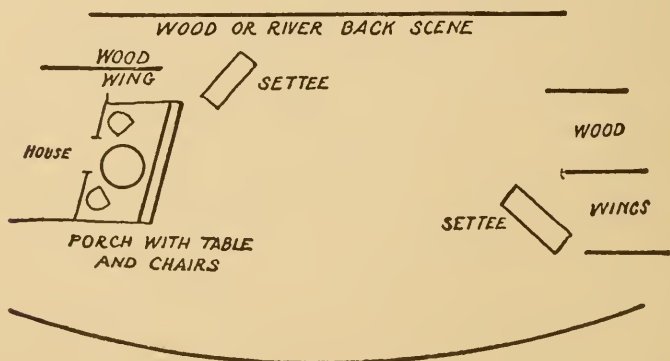 WOOD OR RIVER BACK SCENE
WOOD
WING
SETTEE
HOUSE
WOOD
SETTEE
WINGS
PORCH WITH TABLE
AND CHAIRS